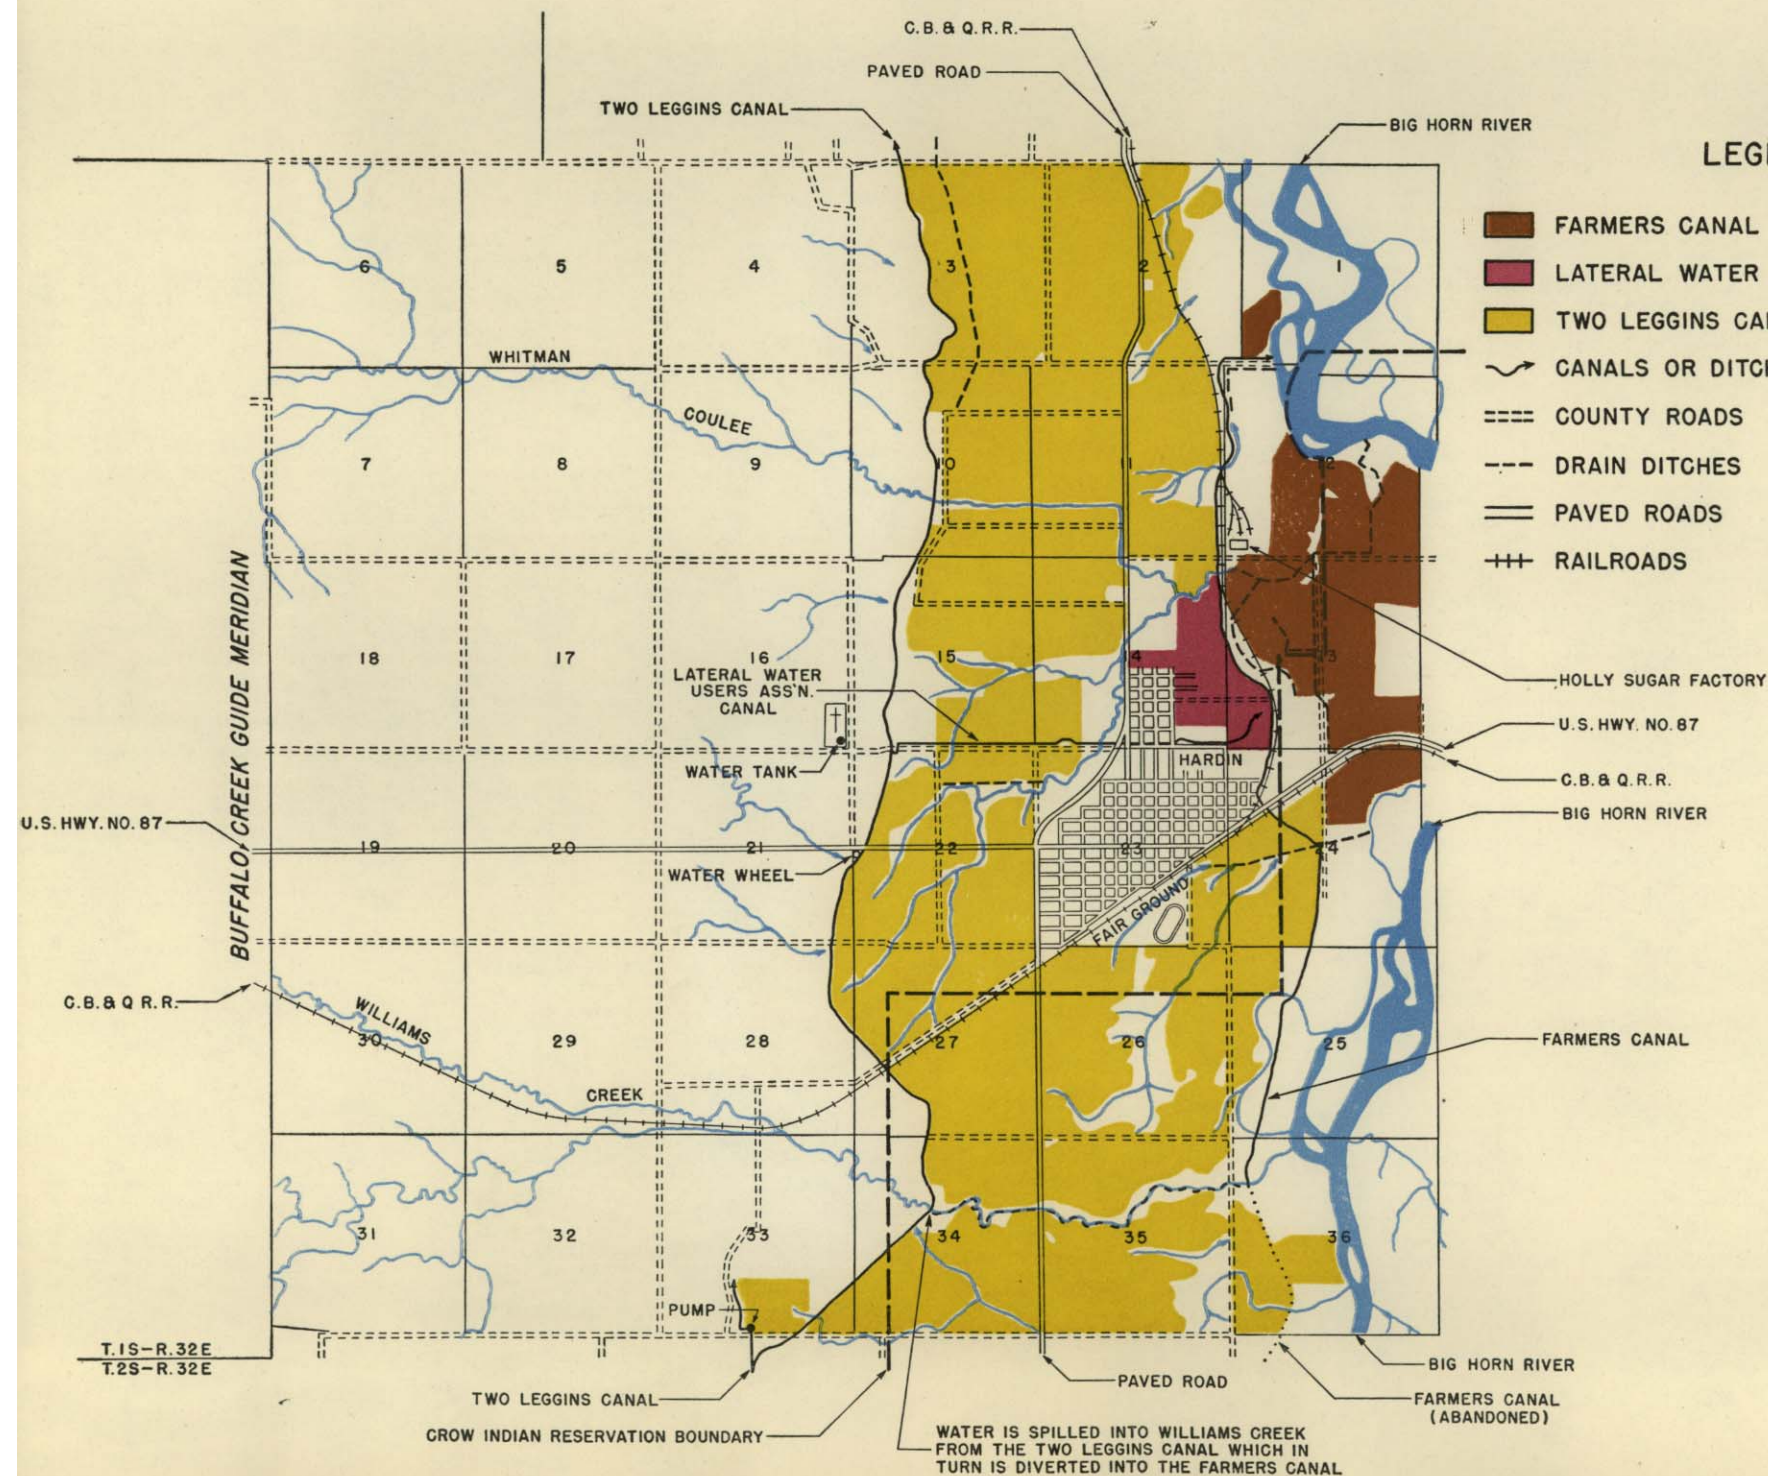 C.B.& Q.R.R.
PAVED ROAD
TWO LEGGINS CANAL
BIG HORN RIVER
LEG
FARMERS CANAL
LATERAL WATER
TWO LEGGINS CA
CANALS OR DITC
COUNTY ROADS
DRAIN DITCHES
PAVED ROADS
RAILROADS
6 5 4 3 2 1
WHITMAN
COULEE
7 8 9 10 11 12
BUFFALO CREEK GUIDE MERIDIAN
18 17 16 15 14 13
LATERAL WATER
USERS ASS'N.
CANAL
HOLLY SUGAR FACTORY
U.S. HWY. NO. 87
WATER TANK
HARDIN
C.B.& Q.R.R.
BIG HORN RIVER
U.S. HWY. NO. 87
19 20 21 22 23 24
WATER WHEEL
FAIR GROUND
C.B.& Q R.R.
WILLIAMS
30 29 28 27 26 25
FARMERS CANAL
CREEK
31 32 33 34 35 36
PUMP
T.1S–R.32E
T.2S–R.32E
BIG HORN RIVER
PAVED ROAD
TWO LEGGINS CANAL
FARMERS CANAL
(ABANDONED)
CROW INDIAN RESERVATION BOUNDARY
WATER IS SPILLED INTO WILLIAMS CREEK
FROM THE TWO LEGGINS CANAL WHICH IN
TURN IS DIVERTED INTO THE FARMERS CANAL